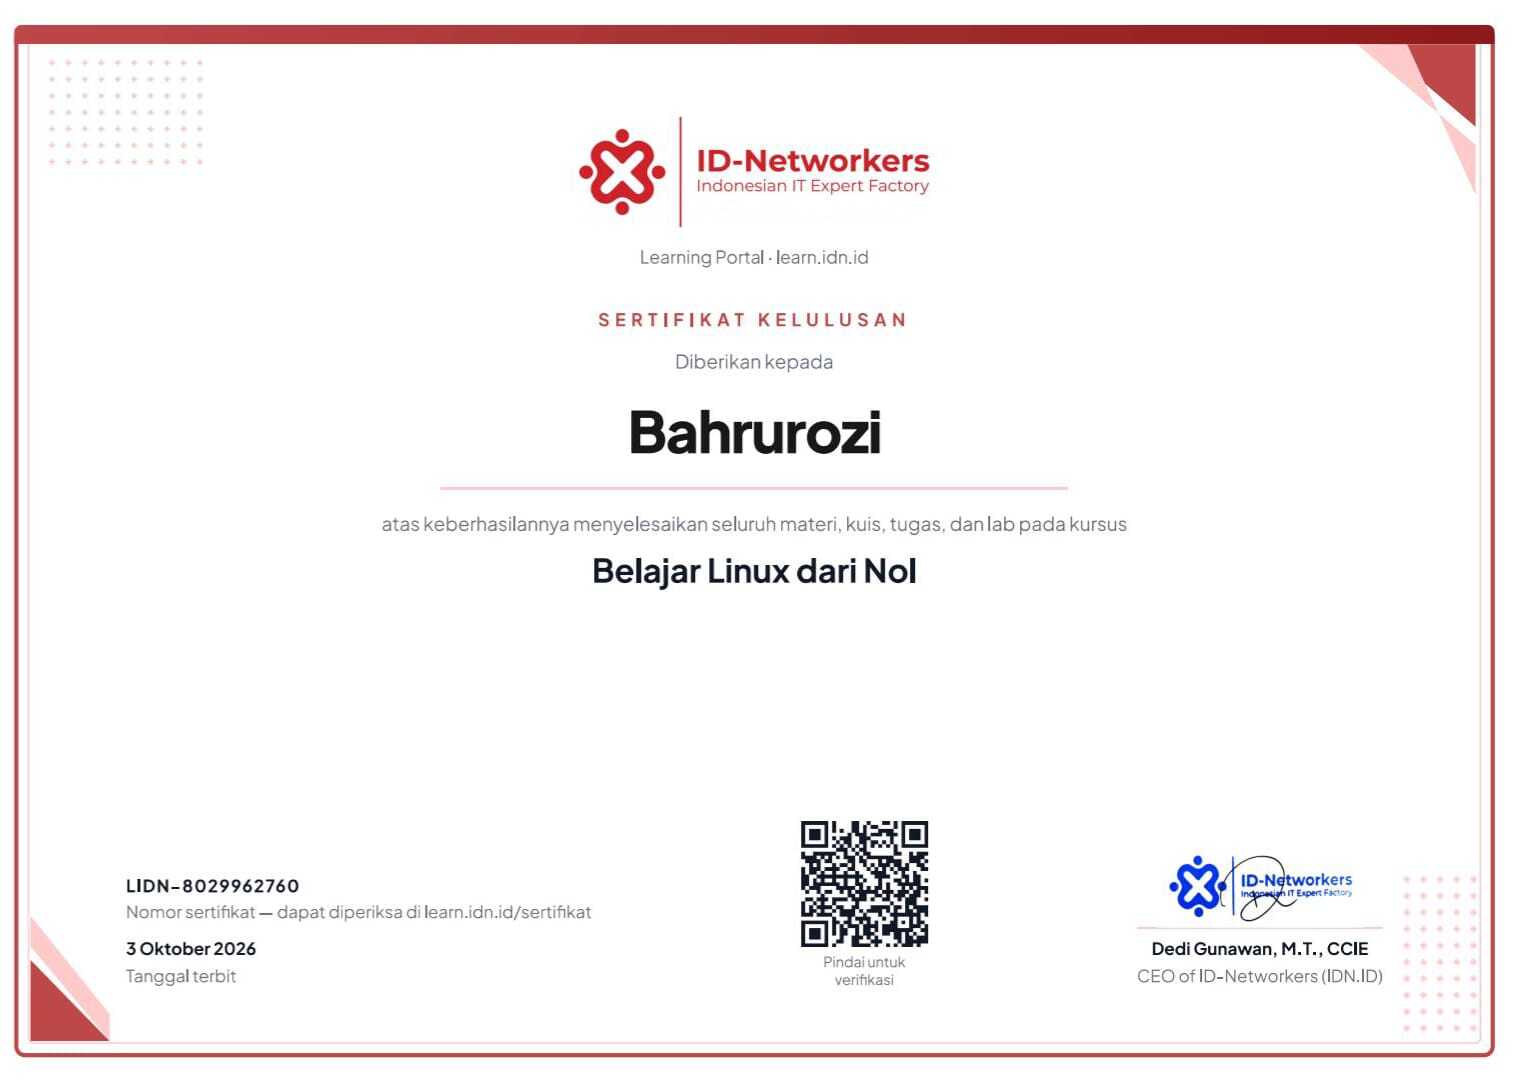 ID-Networkers
Indonesian IT Expert Factory
Learning Portal · learn.idn.id
SERTIFIKAT KELULUSAN
Diberikan kepada
Bahrurozi
atas keberhasilannya menyelesaikan seluruh materi, kuis, tugas, dan lab pada kursus
Belajar Linux dari Nol
LIDN-8029962760
Nomor sertifikat — dapat diperiksa di learn.idn.id/sertifikat
3 Oktober 2026
Tanggal terbit
Pindai untuk
verifikasi
ID-Networkers
Indonesian IT Expert Factory
Dedi Gunawan, M.T., CCIE
CEO of ID-Networkers (IDN.ID)